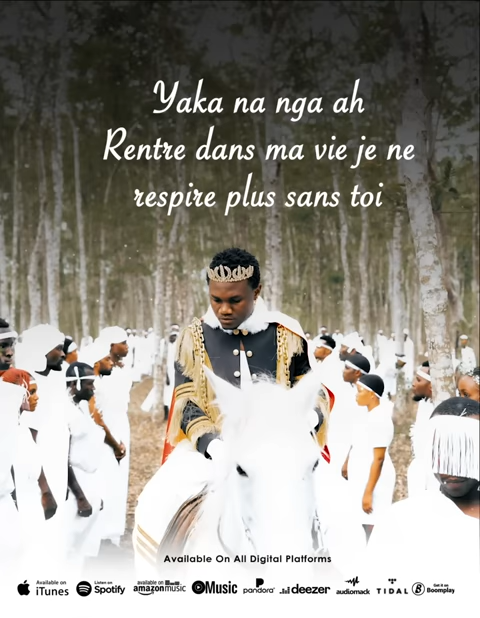 Yaka na nga ah
Rentre dans ma vie je ne
respire plus sans toi
Available On All Digital Platforms
Available on iTunes
Listen on Spotify
available on amazon music
Music
pandora
deezer
audiomack
TIDAL
Get it on Boomplay